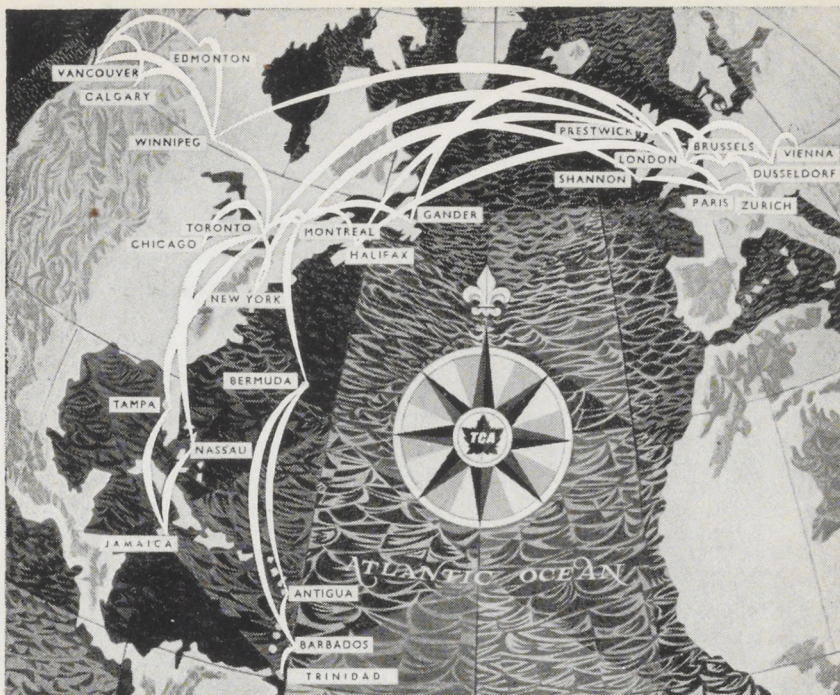 EDMONTON
VANCOUVER
CALGARY
WINNIPEG
PRESTWICK
BRUSSELS
VIENNA
LONDON
DUSSELDORF
SHANNON
PARIS
ZURICH
GANDER
TORONTO
MONTREAL
CHICAGO
HALIFAX
NEW YORK
BERMUDA
TAMPA
TCA
NASSAU
JAMAICA
ATLANTIC OCEAN
ANTIGUA
BARBADOS
TRINIDAD